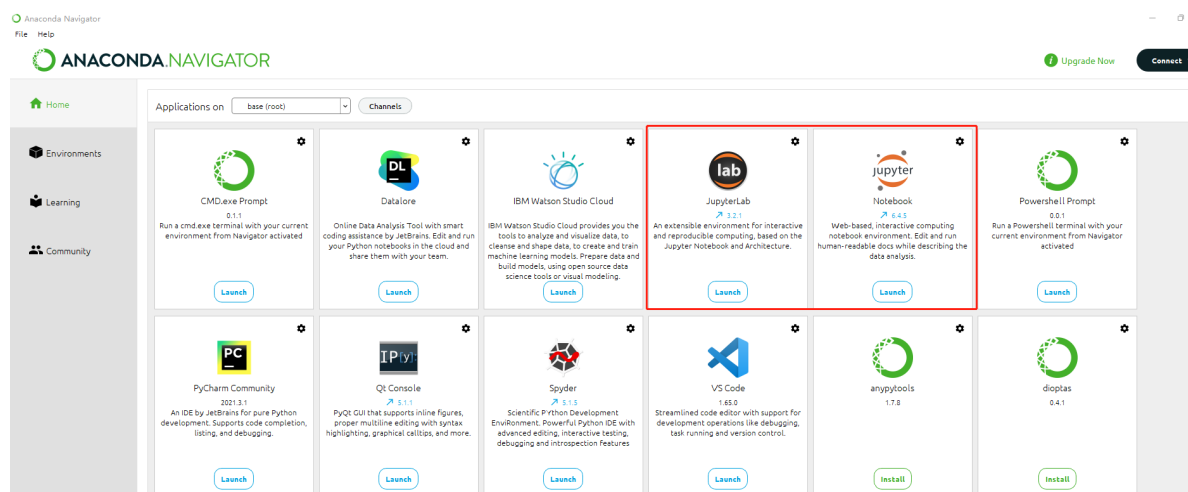 Anaconda Navigator
File Help
ANACONDA.NAVIGATOR
i Upgrade Now
Connect
Home
Environments
Learning
Community
Applications on base (root) Channels
CMD.exe Prompt
0.1.1
Run a cmd.exe terminal with your current
environment from Navigator activated
Launch
DL
Datalore
Online Data Analysis Tool with smart
coding assistance by JetBrains. Edit and run
your Python notebooks in the cloud and
share them with your team.
Launch
IBM Watson Studio Cloud
IBM Watson Studio Cloud provides you the
tools to analyze and visualize data, to
cleanse and shape data, to create and train
machine learning models. Prepare data and
build models, using open source data
science tools or visual modeling.
Launch
lab
JupyterLab
3.2.1
An extensible environment for interactive
and reproducible computing, based on the
Jupyter Notebook and Architecture.
Launch
jupyter
Notebook
6.4.5
Web-based, interactive computing
notebook environment. Edit and run
human-readable docs while describing the
data analysis.
Launch
Powershell Prompt
0.0.1
Run a Powershell terminal with your
current environment from Navigator
activated
Launch
PC
PyCharm Community
2021.3.1
An IDE by JetBrains for pure Python
development. Supports code completion,
listing, and debugging.
Launch
IP[y]:
Qt Console
5.1.1
PyQt GUI that supports inline figures,
proper multiline editing with syntax
highlighting, graphical calltips, and more.
Launch
Spyder
5.1.5
Scientific PYthon Development
EnviRonment. Powerful Python IDE with
advanced editing, interactive testing,
debugging and introspection features
Launch
VS Code
1.65.0
Streamlined code editor with support for
development operations like debugging,
task running and version control.
Launch
anypytools
1.7.8
Install
dioptas
0.4.1
Install